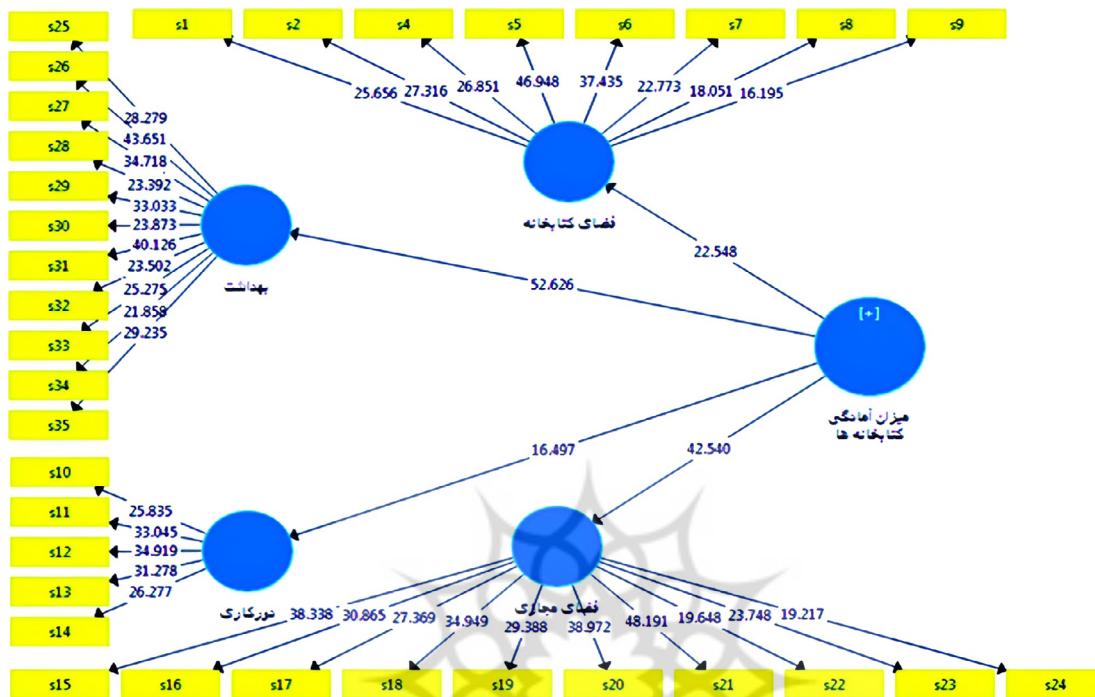 s25
s1 s2 s4 s5 s6 s7 s8 s9
s26
s27
s28
s29
s30
s31
s32
s33
s34
s35
25.656 27.316 26.851 46.948 37.435 22.773 18.051 16.195
28.279
43.651
34.718
23.392
33.033
23.873
40.126
23.502
25.275
21.858
29.235
فضای کتابخانه
بهداشت
22.548
52.626
[+]
میزان آمادگی
کتابخانه ها
16.497
42.540
s10
s11
s12
s13
s14
25.835
33.045
34.919
31.278
26.277
دورکاری
فضای مجازی
38.338 30.865 27.369 34.949 29.388 38.972 48.191 19.648 23.748 19.217
s15 s16 s17 s18 s19 s20 s21 s22 s23 s24